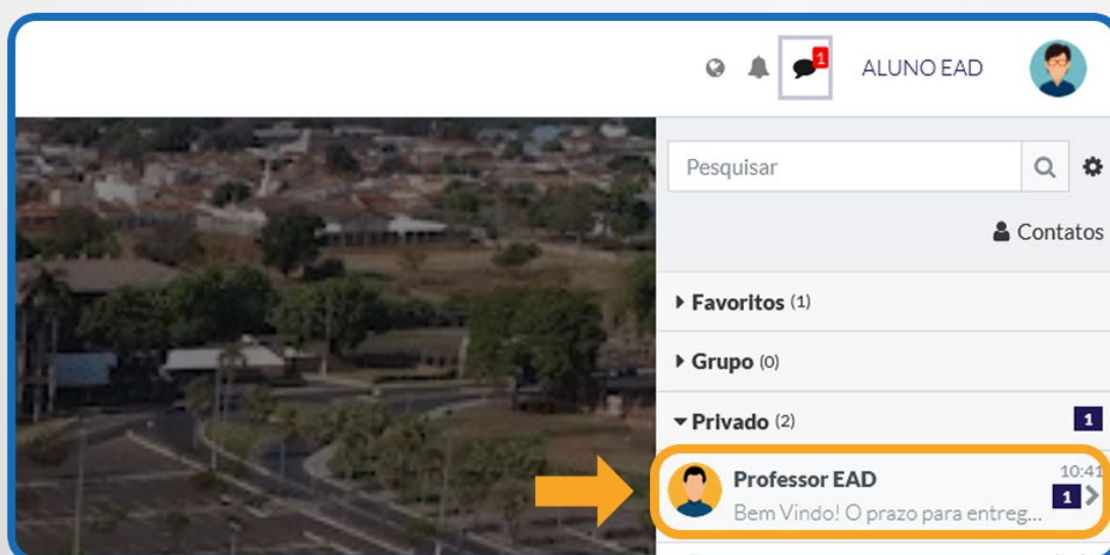 1
ALUNO EAD
Pesquisar
Contatos
Favoritos (1)
Grupo (0)
Privado (2) 1
Professor EAD 10:41
Bem Vindo! O prazo para entreg... 1